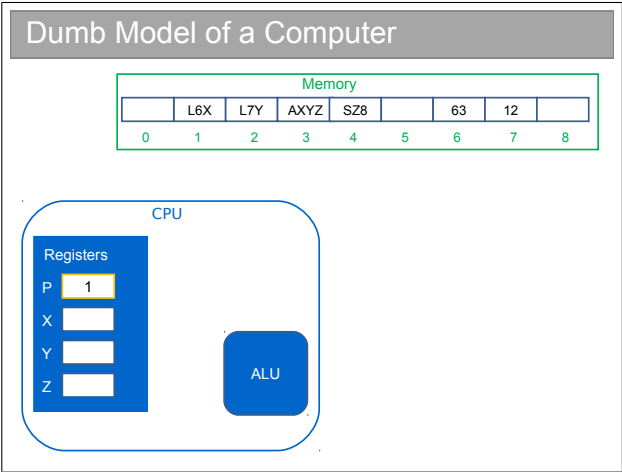 Dumb Model of a Computer
Memory
L6X L7Y AXYZ SZ8 63 12
0 1 2 3 4 5 6 7 8
CPU
Registers
P 1
X
Y
Z
ALU